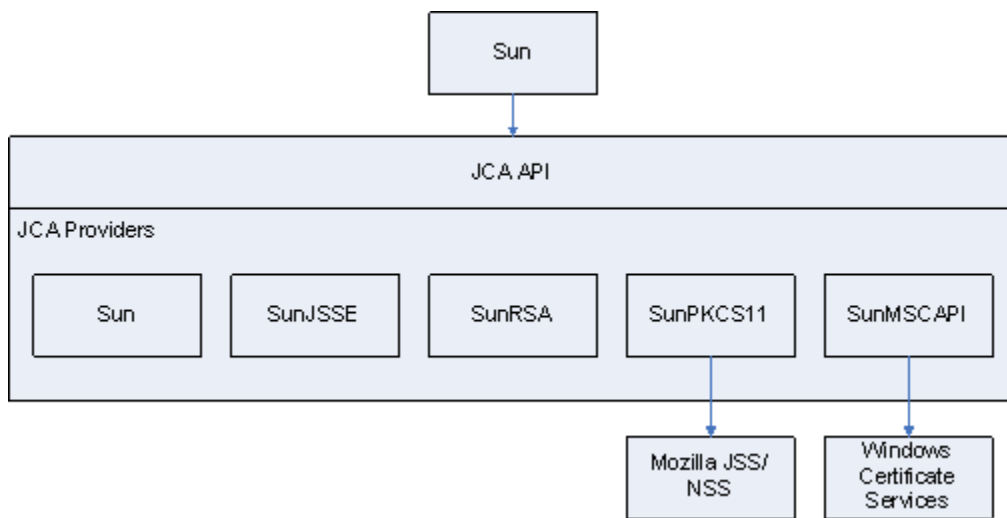 Sun
JCA API
JCA Providers
Sun
SunJSSE
SunRSA
SunPKCS11
SunMSCAPI
Mozilla JSS/
NSS
Windows
Certificate
Services